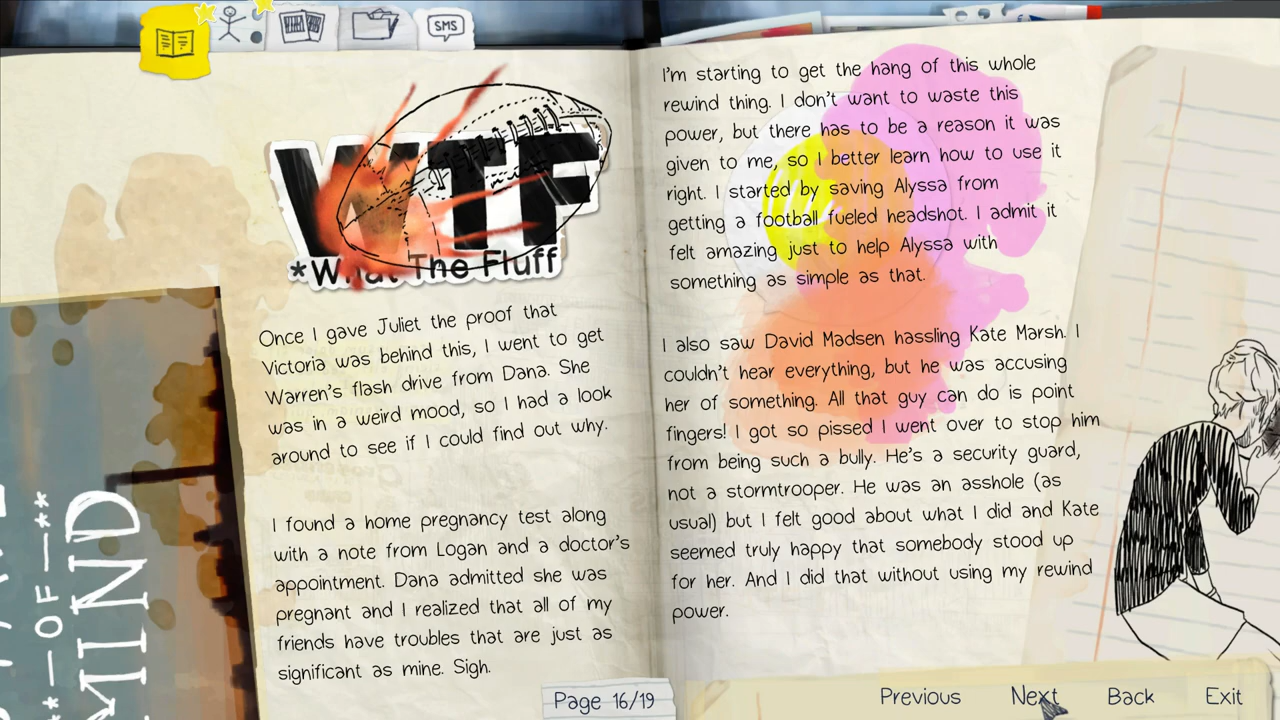 SMS
WTF
*What The Fluff
Once I gave Juliet the proof that
Victoria was behind this, I went to get
Warren's flash drive from Dana. She
was in a weird mood, so I had a look
around to see if I could find out why.
I found a home pregnancy test along
with a note from Logan and a doctor's
appointment. Dana admitted she was
pregnant and I realized that all of my
friends have troubles that are just as
significant as mine. Sigh.
I'm starting to get the hang of this whole
rewind thing. I don't want to waste this
power, but there has to be a reason it was
given to me, so I better learn how to use it
right. I started by saving Alyssa from
getting a football fueled headshot. I admit it
felt amazing just to help Alyssa with
something as simple as that.
I also saw David Madsen hassling Kate Marsh. I
couldn't hear everything, but he was accusing
her of something. All that guy can do is point
fingers! I got so pissed I went over to stop him
from being such a bully. He's a security guard,
not a stormtrooper. He was an asshole (as
usual) but I felt good about what I did and Kate
seemed truly happy that somebody stood up
for her. And I did that without using my rewind
power.
**—OF—**
MIND
Page 16/19
Previous Next Back Exit